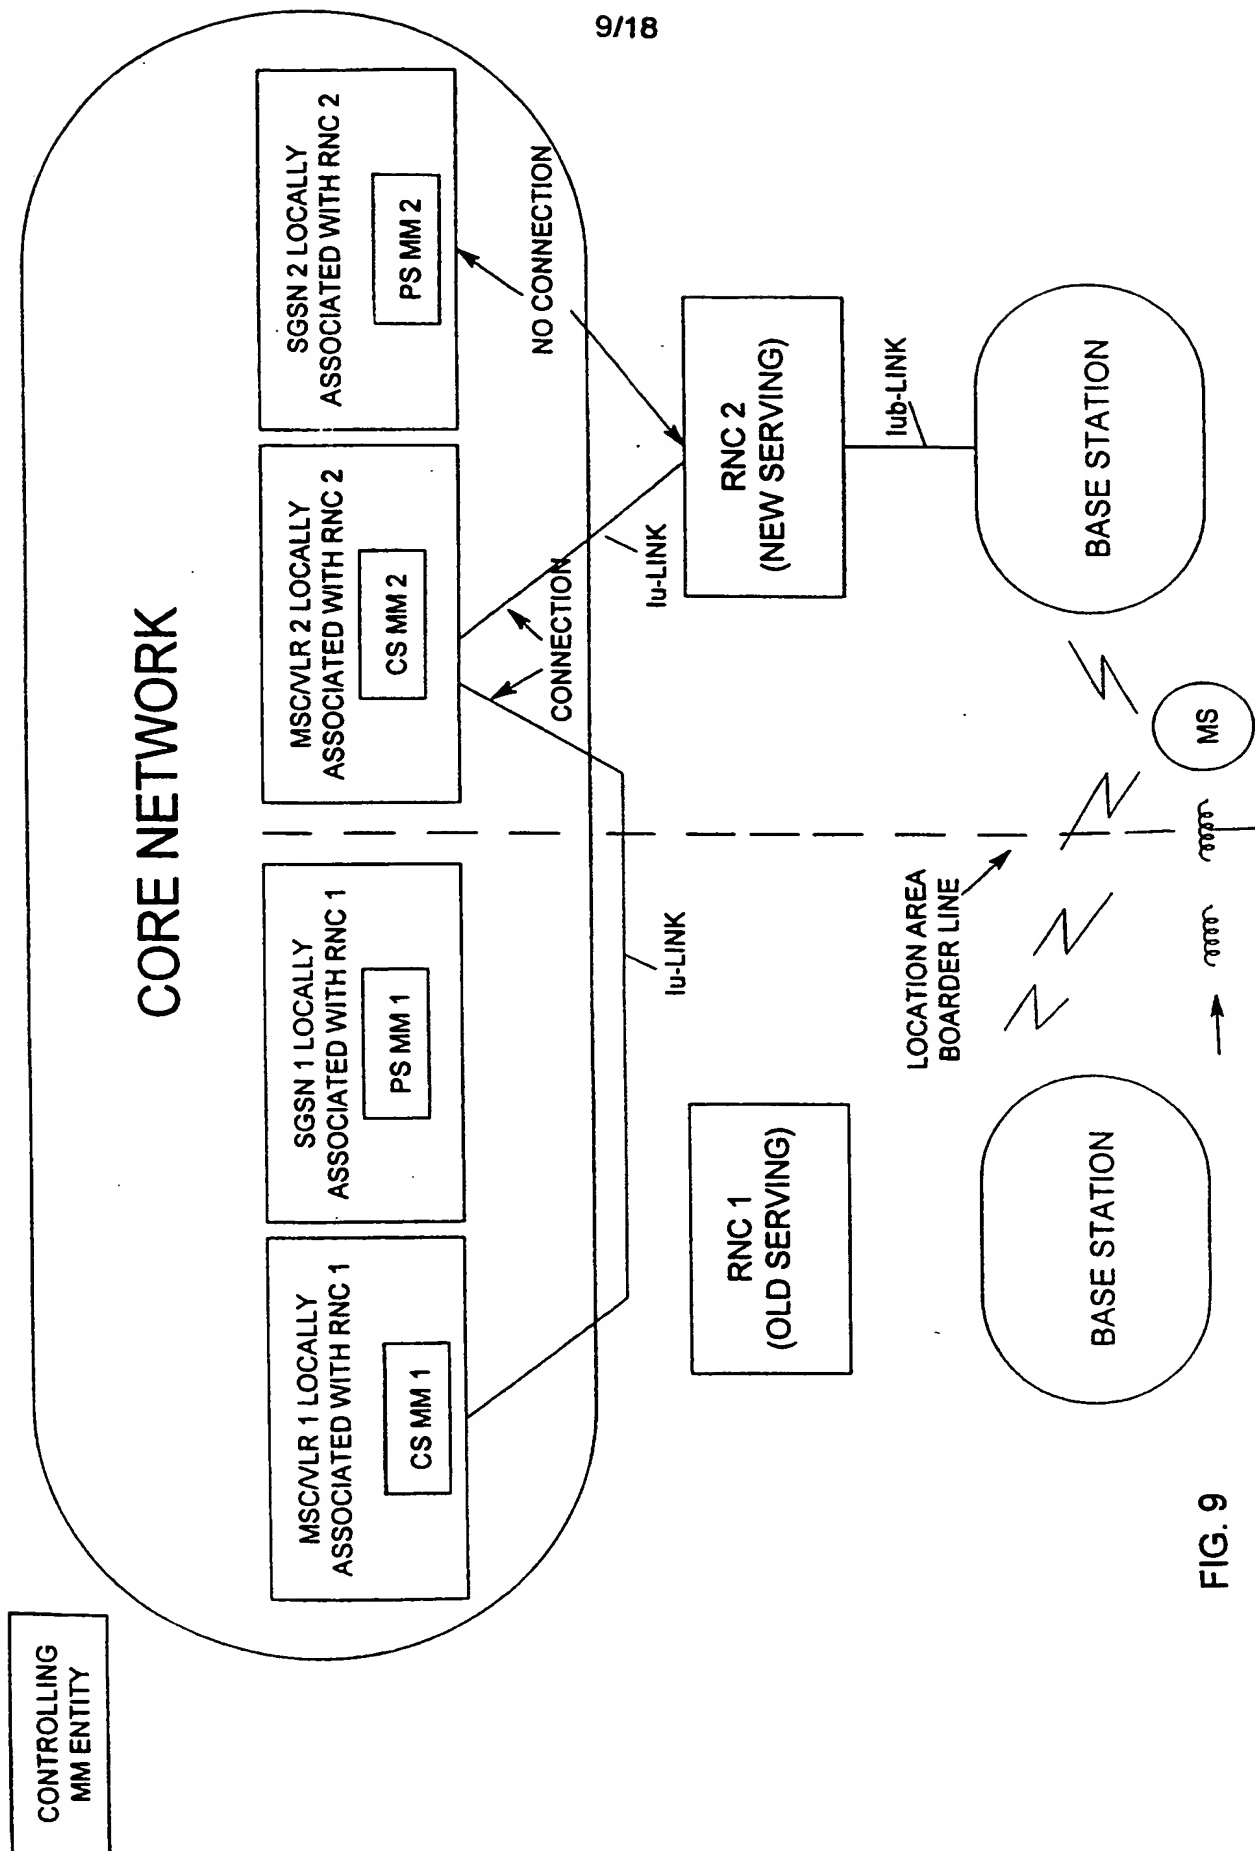 9/18
CONTROLLING
MM ENTITY
CORE NETWORK
MSC/VLR 1 LOCALLY
ASSOCIATED WITH RNC 1
CS MM 1
SGSN 1 LOCALLY
ASSOCIATED WITH RNC 1
PS MM 1
MSC/VLR 2 LOCALLY
ASSOCIATED WITH RNC 2
CS MM 2
SGSN 2 LOCALLY
ASSOCIATED WITH RNC 2
PS MM 2
CONNECTION
NO CONNECTION
Iu-LINK
Iu-LINK
RNC 1
(OLD SERVING)
RNC 2
(NEW SERVING)
Iub-LINK
LOCATION AREA
BOARDER LINE
BASE STATION
BASE STATION
MS
FIG. 9